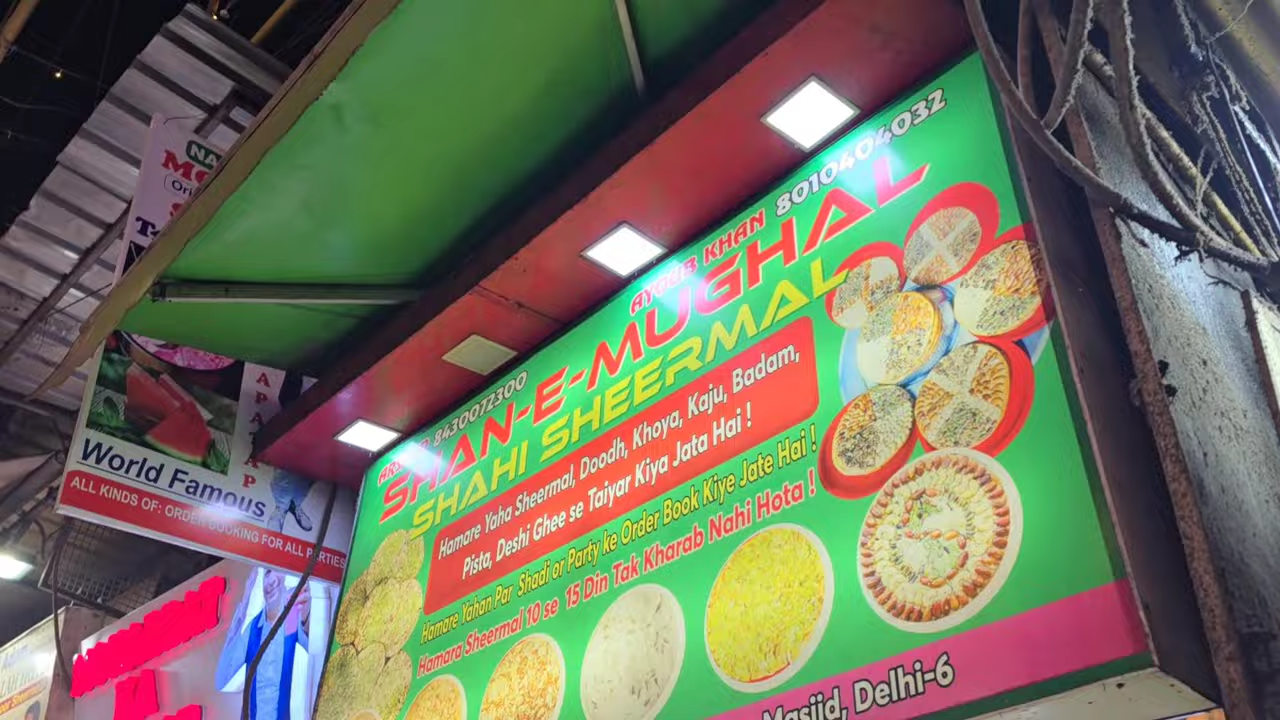 AYOUB KHAN 8010404032
8430072300
SHAN-E-MUGHAL
SHAHI SHEERMAL
Hamare Yaha Sheermal, Doodh, Khoya, Kaju, Badam,
Pista, Deshi Ghee se Taiyar Kiya Jata Hai !
Hamare Yahan Par Shadi or Party ke Order Book Kiye Jate Hai !
Hamara Sheermal 10 se 15 Din Tak Kharab Nahi Hota !
Masjid, Delhi-6
World Famous
ALL KINDS OF: ORDER BOOKING FOR ALL PARTIES